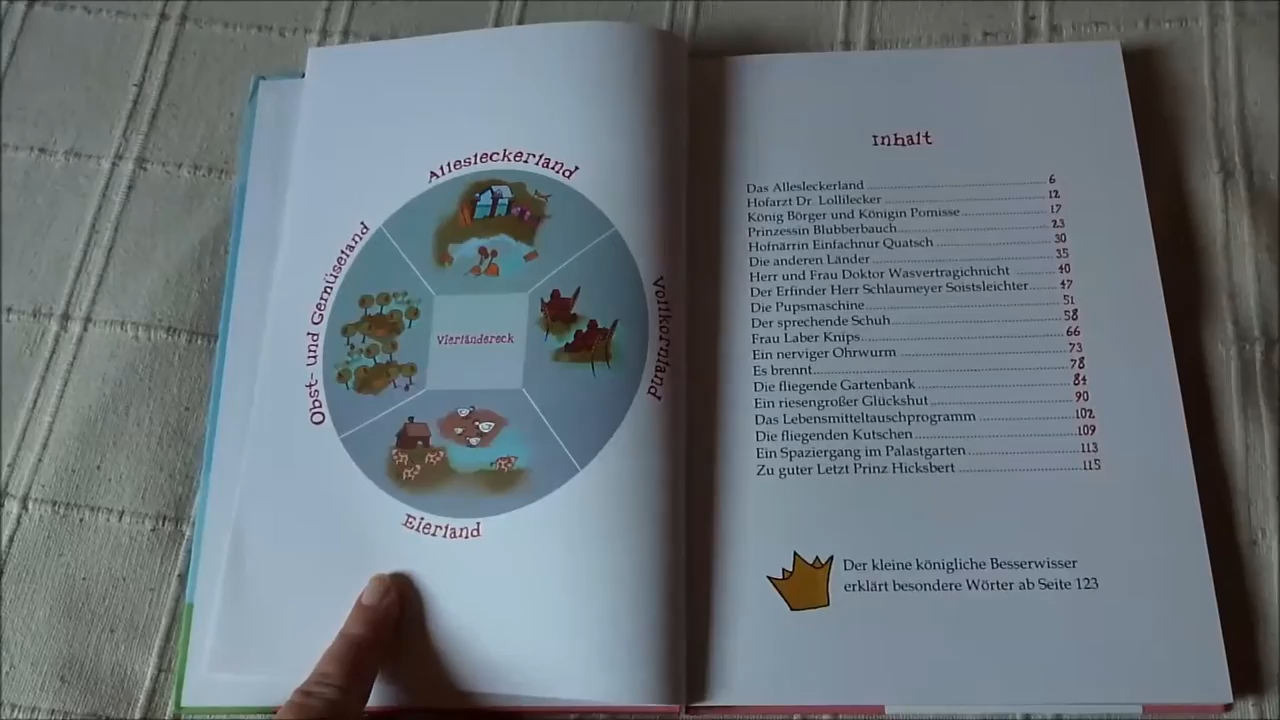 Allesleckerland
Obst- und Gemüseland
Vierländereck
Vollkornland
Eierland
Inhalt
Das Allesleckerland 6
Hofarzt Dr. Lollilecker 12
König Börger und Königin Pomisse 17
Prinzessin Blubberbauch 23
Hofnärrin Einfachnur Quatsch 30
Die anderen Länder 35
Herr und Frau Doktor Wasvertragichnicht 40
Der Erfinder Herr Schlaumeyer Soistsleichter 47
Die Pupsmaschine 51
Der sprechende Schuh 58
Frau Laber Knips 66
Ein nerviger Ohrwurm 73
Es brennt 78
Die fliegende Gartenbank 84
Ein riesengroßer Glückshut 90
Das Lebensmitteltauschprogramm 102
Die fliegenden Kutschen 109
Ein Spaziergang im Palastgarten 113
Zu guter Letzt Prinz Hicksbert 115
Der kleine königliche Besserwisser
erklärt besondere Wörter ab Seite 123